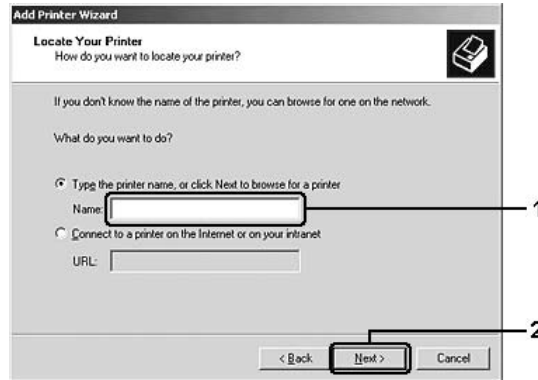 Add Printer Wizard
Locate Your Printer
How do you want to locate your printer?
If you don't know the name of the printer, you can browse for one on the network.
What do you want to do?
Type the printer name, or click Next to browse for a printer
Name:
1
Connect to a printer on the Internet or on your intranet
URL:
2
< Back Next > Cancel